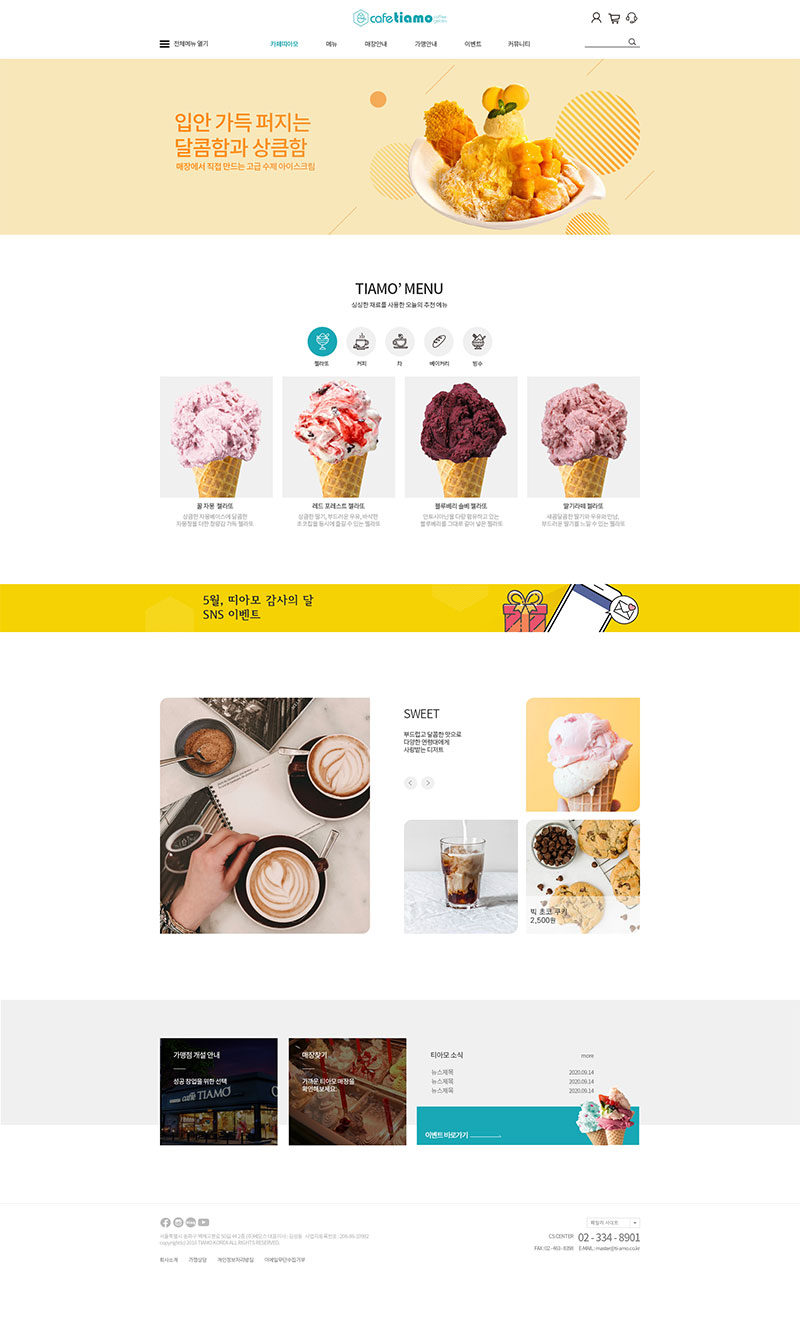 cafetiamo coffee gelato
전체메뉴 열기
카페띠아모
메뉴
매장안내
가맹안내
이벤트
커뮤니티
입안 가득 퍼지는
달콤함과 상큼함
매장에서 직접 만드는 고급 수제 아이스크림
TIAMO’ MENU
싱싱한 재료를 사용한 오늘의 추천 메뉴
젤라또
커피
차
베이커리
빙수
꿀 자몽 젤라또
상큼한 자몽베이스에 달콤한
자몽청을 더한 청량감 가득 젤라또
레드 포레스트 젤라또
상큼한 딸기, 부드러운 우유, 바삭한
초코칩을 동시에 즐길 수 있는 젤라또
블루베리 솔베 젤라또
안토시아닌을 다량 함유하고 있는
블루베리를 그대로 갈아 넣은 젤라또
딸기라떼 젤라또
새콤달콤한 딸기와 우유의 만남,
부드러운 딸기를 느낄 수 있는 젤라또
5월, 띠아모 감사의 달
SNS 이벤트
SWEET
부드럽고 달콤한 맛으로
다양한 연령대에게
사랑받는 디저트
빅 초코 쿠키
2,500원
가맹점 개설 안내
성공 창업을 위한 선택
caffé TIAMO
매장찾기
가까운 티아모 매장을
확인해보세요.
티아모 소식
more
뉴스제목 2020.09.14
뉴스제목 2020.09.14
뉴스제목 2020.09.14
이벤트 바로가기
패밀리 사이트
CS CENTER 02 - 334 - 8901
copyright(c) 2010 TIAMO KOREA ALL RIGHTS RESERVED.
E-MAIL : master@ti-amo.co.kr
회사소개
가맹상담
개인정보처리방침
이메일무단수집거부